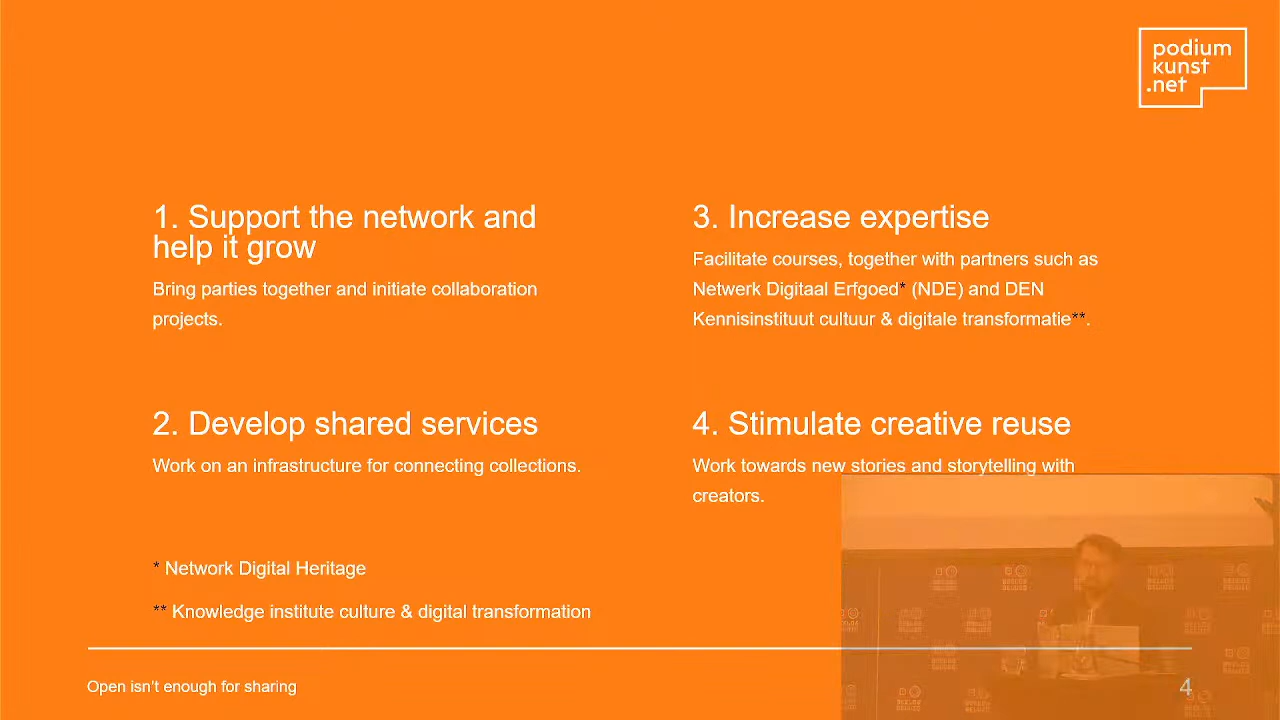 podium
kunst
.net
1. Support the network and
help it grow
Bring parties together and initiate collaboration
projects.
2. Develop shared services
Work on an infrastructure for connecting collections.
3. Increase expertise
Facilitate courses, together with partners such as
Netwerk Digitaal Erfgoed* (NDE) and DEN
Kennisinstituut cultuur & digitale transformatie**.
4. Stimulate creative reuse
Work towards new stories and storytelling with
creators.
* Network Digital Heritage
** Knowledge institute culture & digital transformation
Open isn't enough for sharing
4